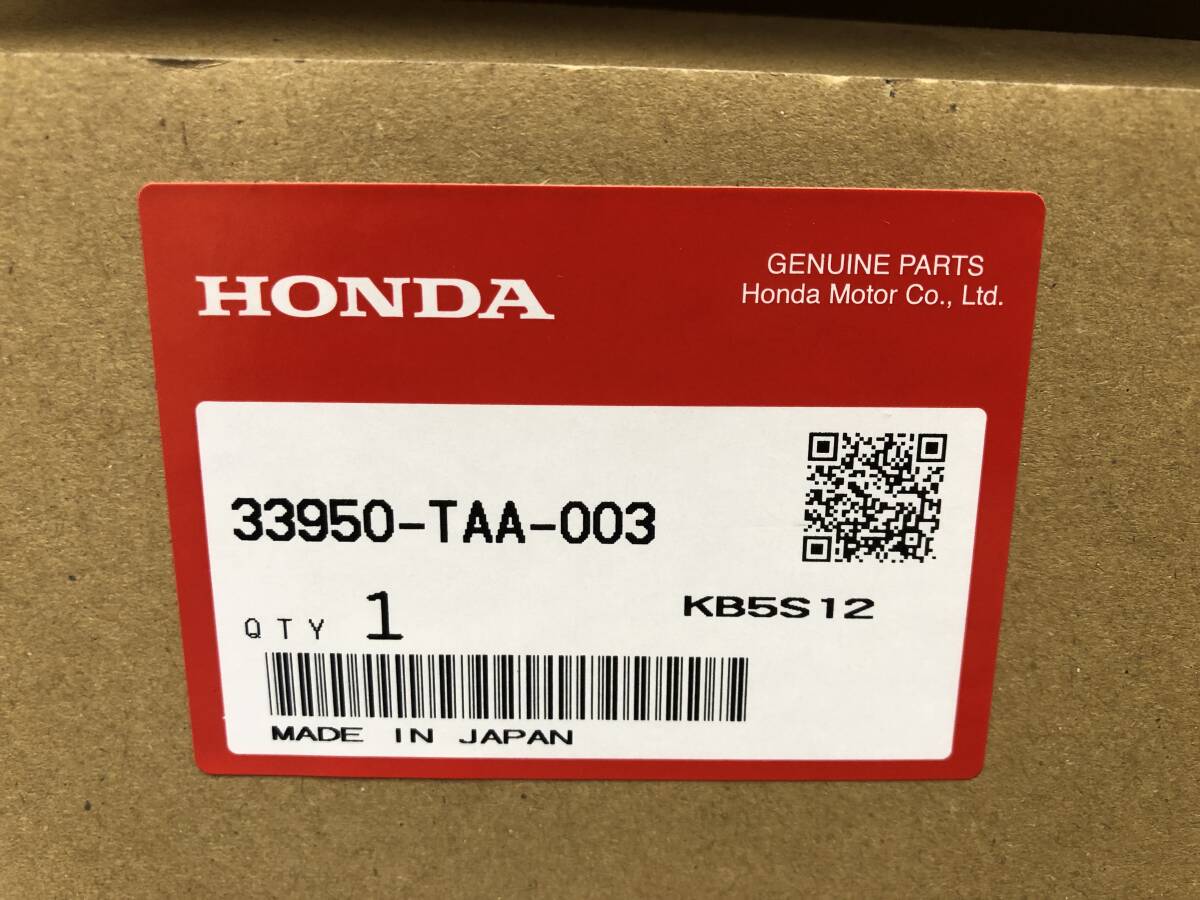 HONDA
GENUINE PARTS
Honda Motor Co., Ltd.
33950-TAA-003
QTY 1
KB5S12
MADE IN JAPAN